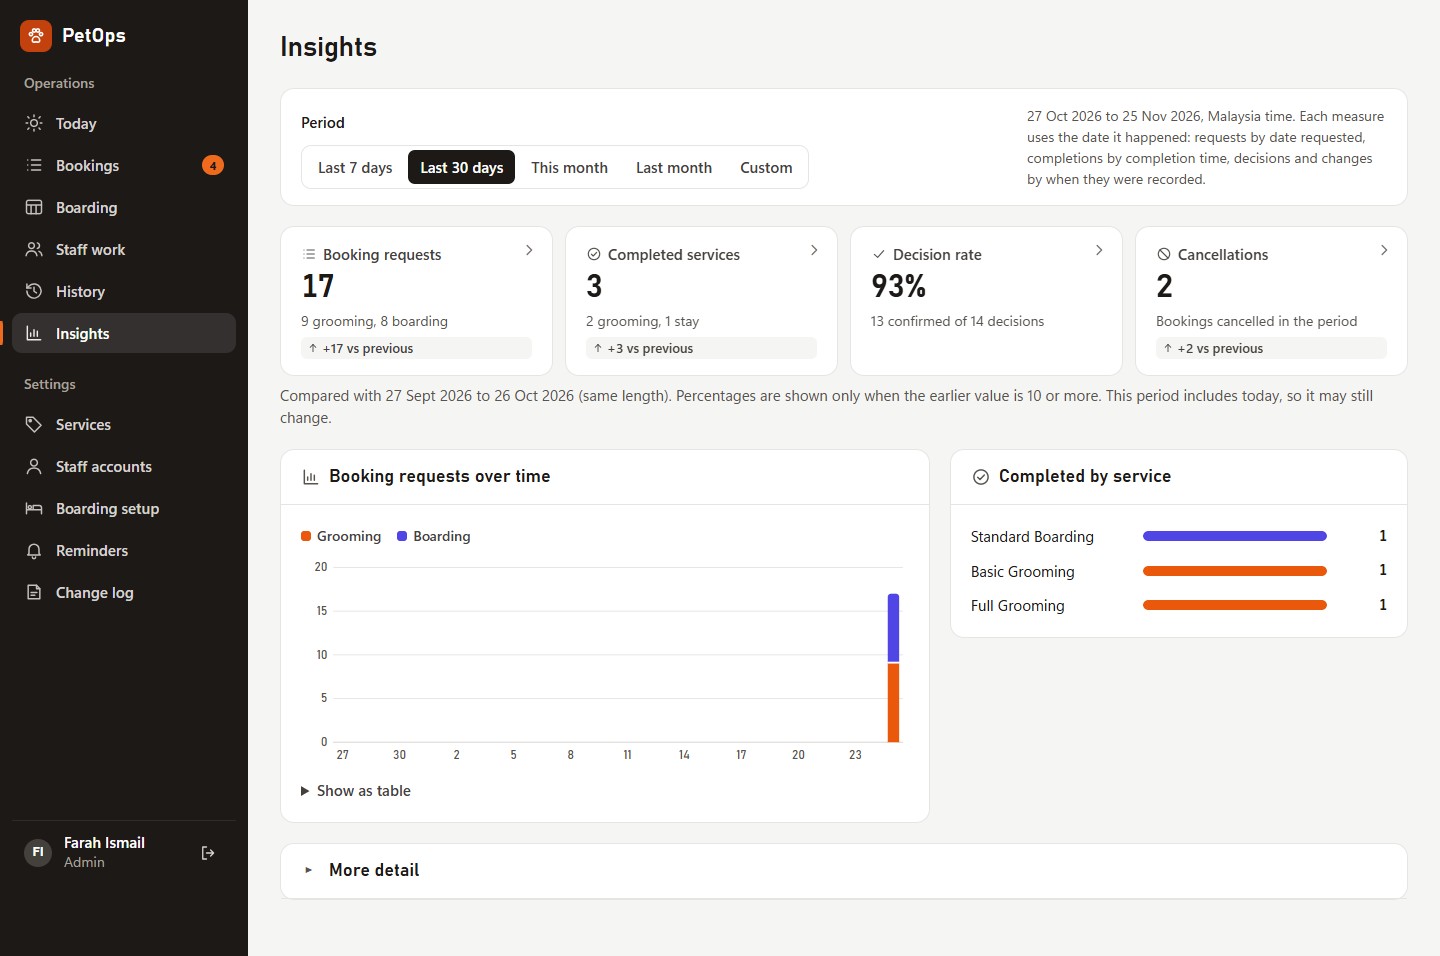 PetOps
Operations
Today
Bookings 4
Boarding
Staff work
History
Insights
Settings
Services
Staff accounts
Boarding setup
Reminders
Change log
FI
Farah Ismail
Admin
Insights
Period
Last 7 days Last 30 days This month Last month Custom
27 Oct 2026 to 25 Nov 2026, Malaysia time. Each measure
uses the date it happened: requests by date requested,
completions by completion time, decisions and changes
by when they were recorded.
Booking requests
17
9 grooming, 8 boarding
↑ +17 vs previous
Completed services
3
2 grooming, 1 stay
↑ +3 vs previous
Decision rate
93%
13 confirmed of 14 decisions
Cancellations
2
Bookings cancelled in the period
↑ +2 vs previous
Compared with 27 Sept 2026 to 26 Oct 2026 (same length). Percentages are shown only when the earlier value is 10 or more. This period includes today, so it may still
change.
Booking requests over time
Grooming Boarding
20
15
10
5
0
27 30 2 5 8 11 14 17 20 23
Show as table
Completed by service
Standard Boarding 1
Basic Grooming 1
Full Grooming 1
More detail